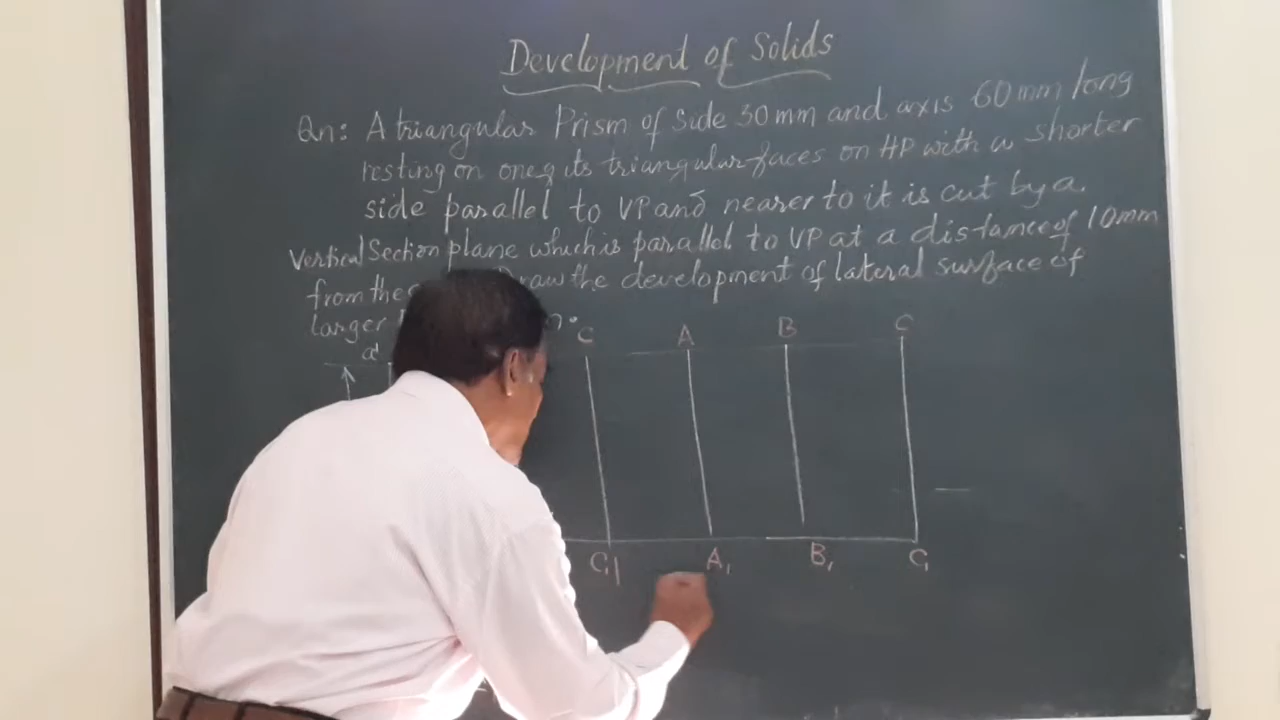 Development of Solids
Qn: A triangular Prism of side 30mm and axis 60mm long
resting on one of its triangular faces on HP with a shorter
side parallel to VP and nearer to it is cut by a
Vertical Section plane which is parallel to VP at a distance of 10mm
from the Draw the development of lateral surface of
larger
d' C A B C
C1 A1 B1 C1